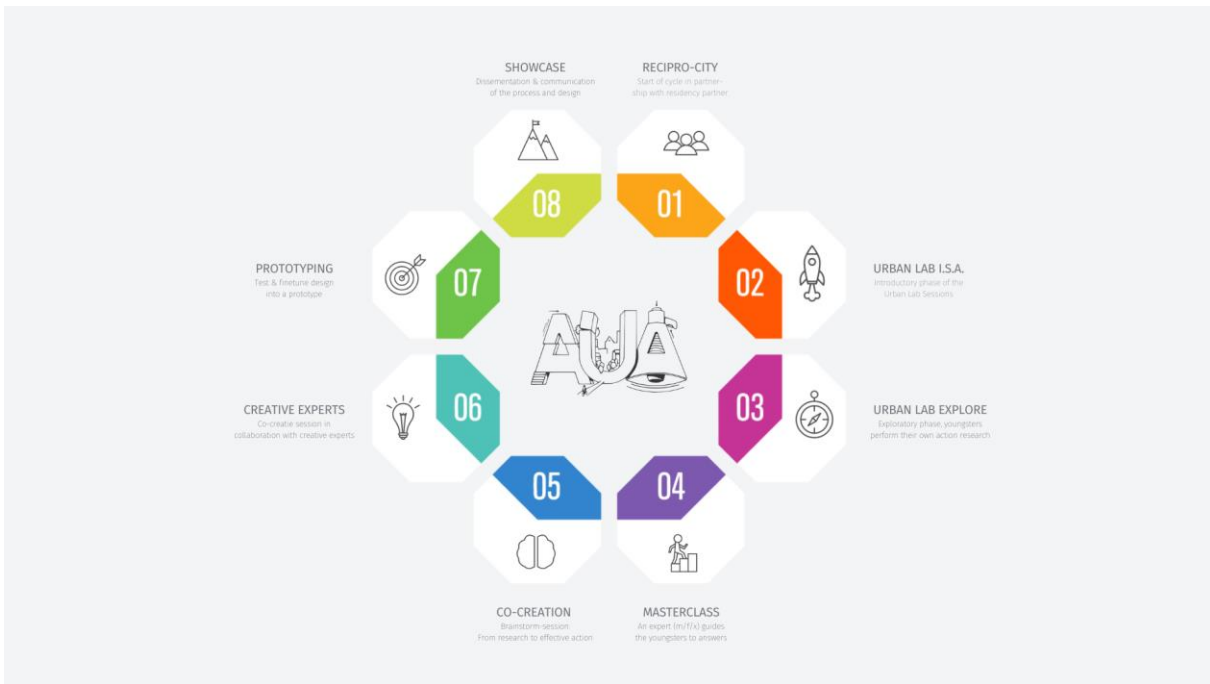 SHOWCASE
Dissementation & communication
of the process and design
08
RECIPRO-CITY
Start of cycle in partner-
ship with residency partner
01
URBAN LAB I.S.A.
Introductory phase of the
Urban Lab Sessions
02
URBAN LAB EXPLORE
Exploratory phase, youngsters
perform their own action research
03
MASTERCLASS
An expert (m/f/x) guides
the youngsters to answers
04
CO-CREATION
Brainstorm-session:
From research to effective action
05
CREATIVE EXPERTS
Co-creatie session in
collaboration with creative experts
06
PROTOTYPING
Test & finetune design
into a prototype
07
AUA